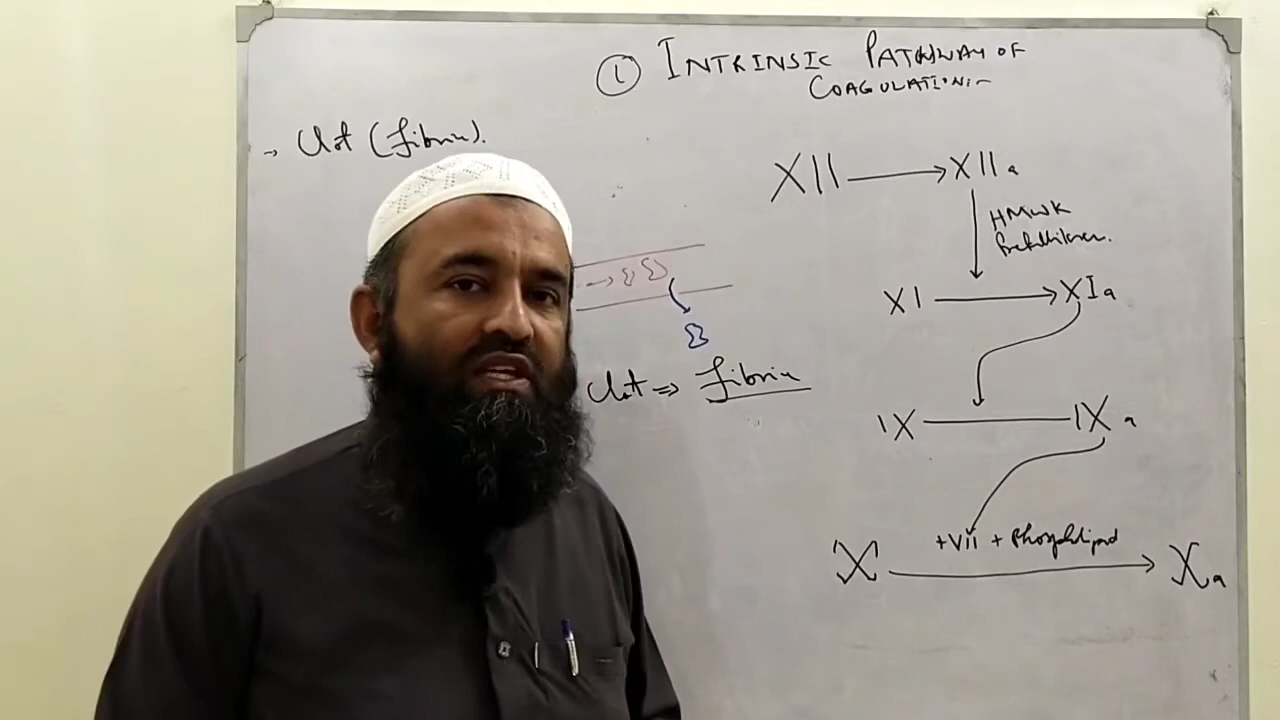 ① INTRINSIC PATHWAY OF
COAGULATION:-
→ Clot (fibrin).
XII → XIIa
HMWK
Prekallikrein.
XI → XIa
Clot ⇒ fibrin
IX — IXa
+VII + Phospholipid
X → Xa